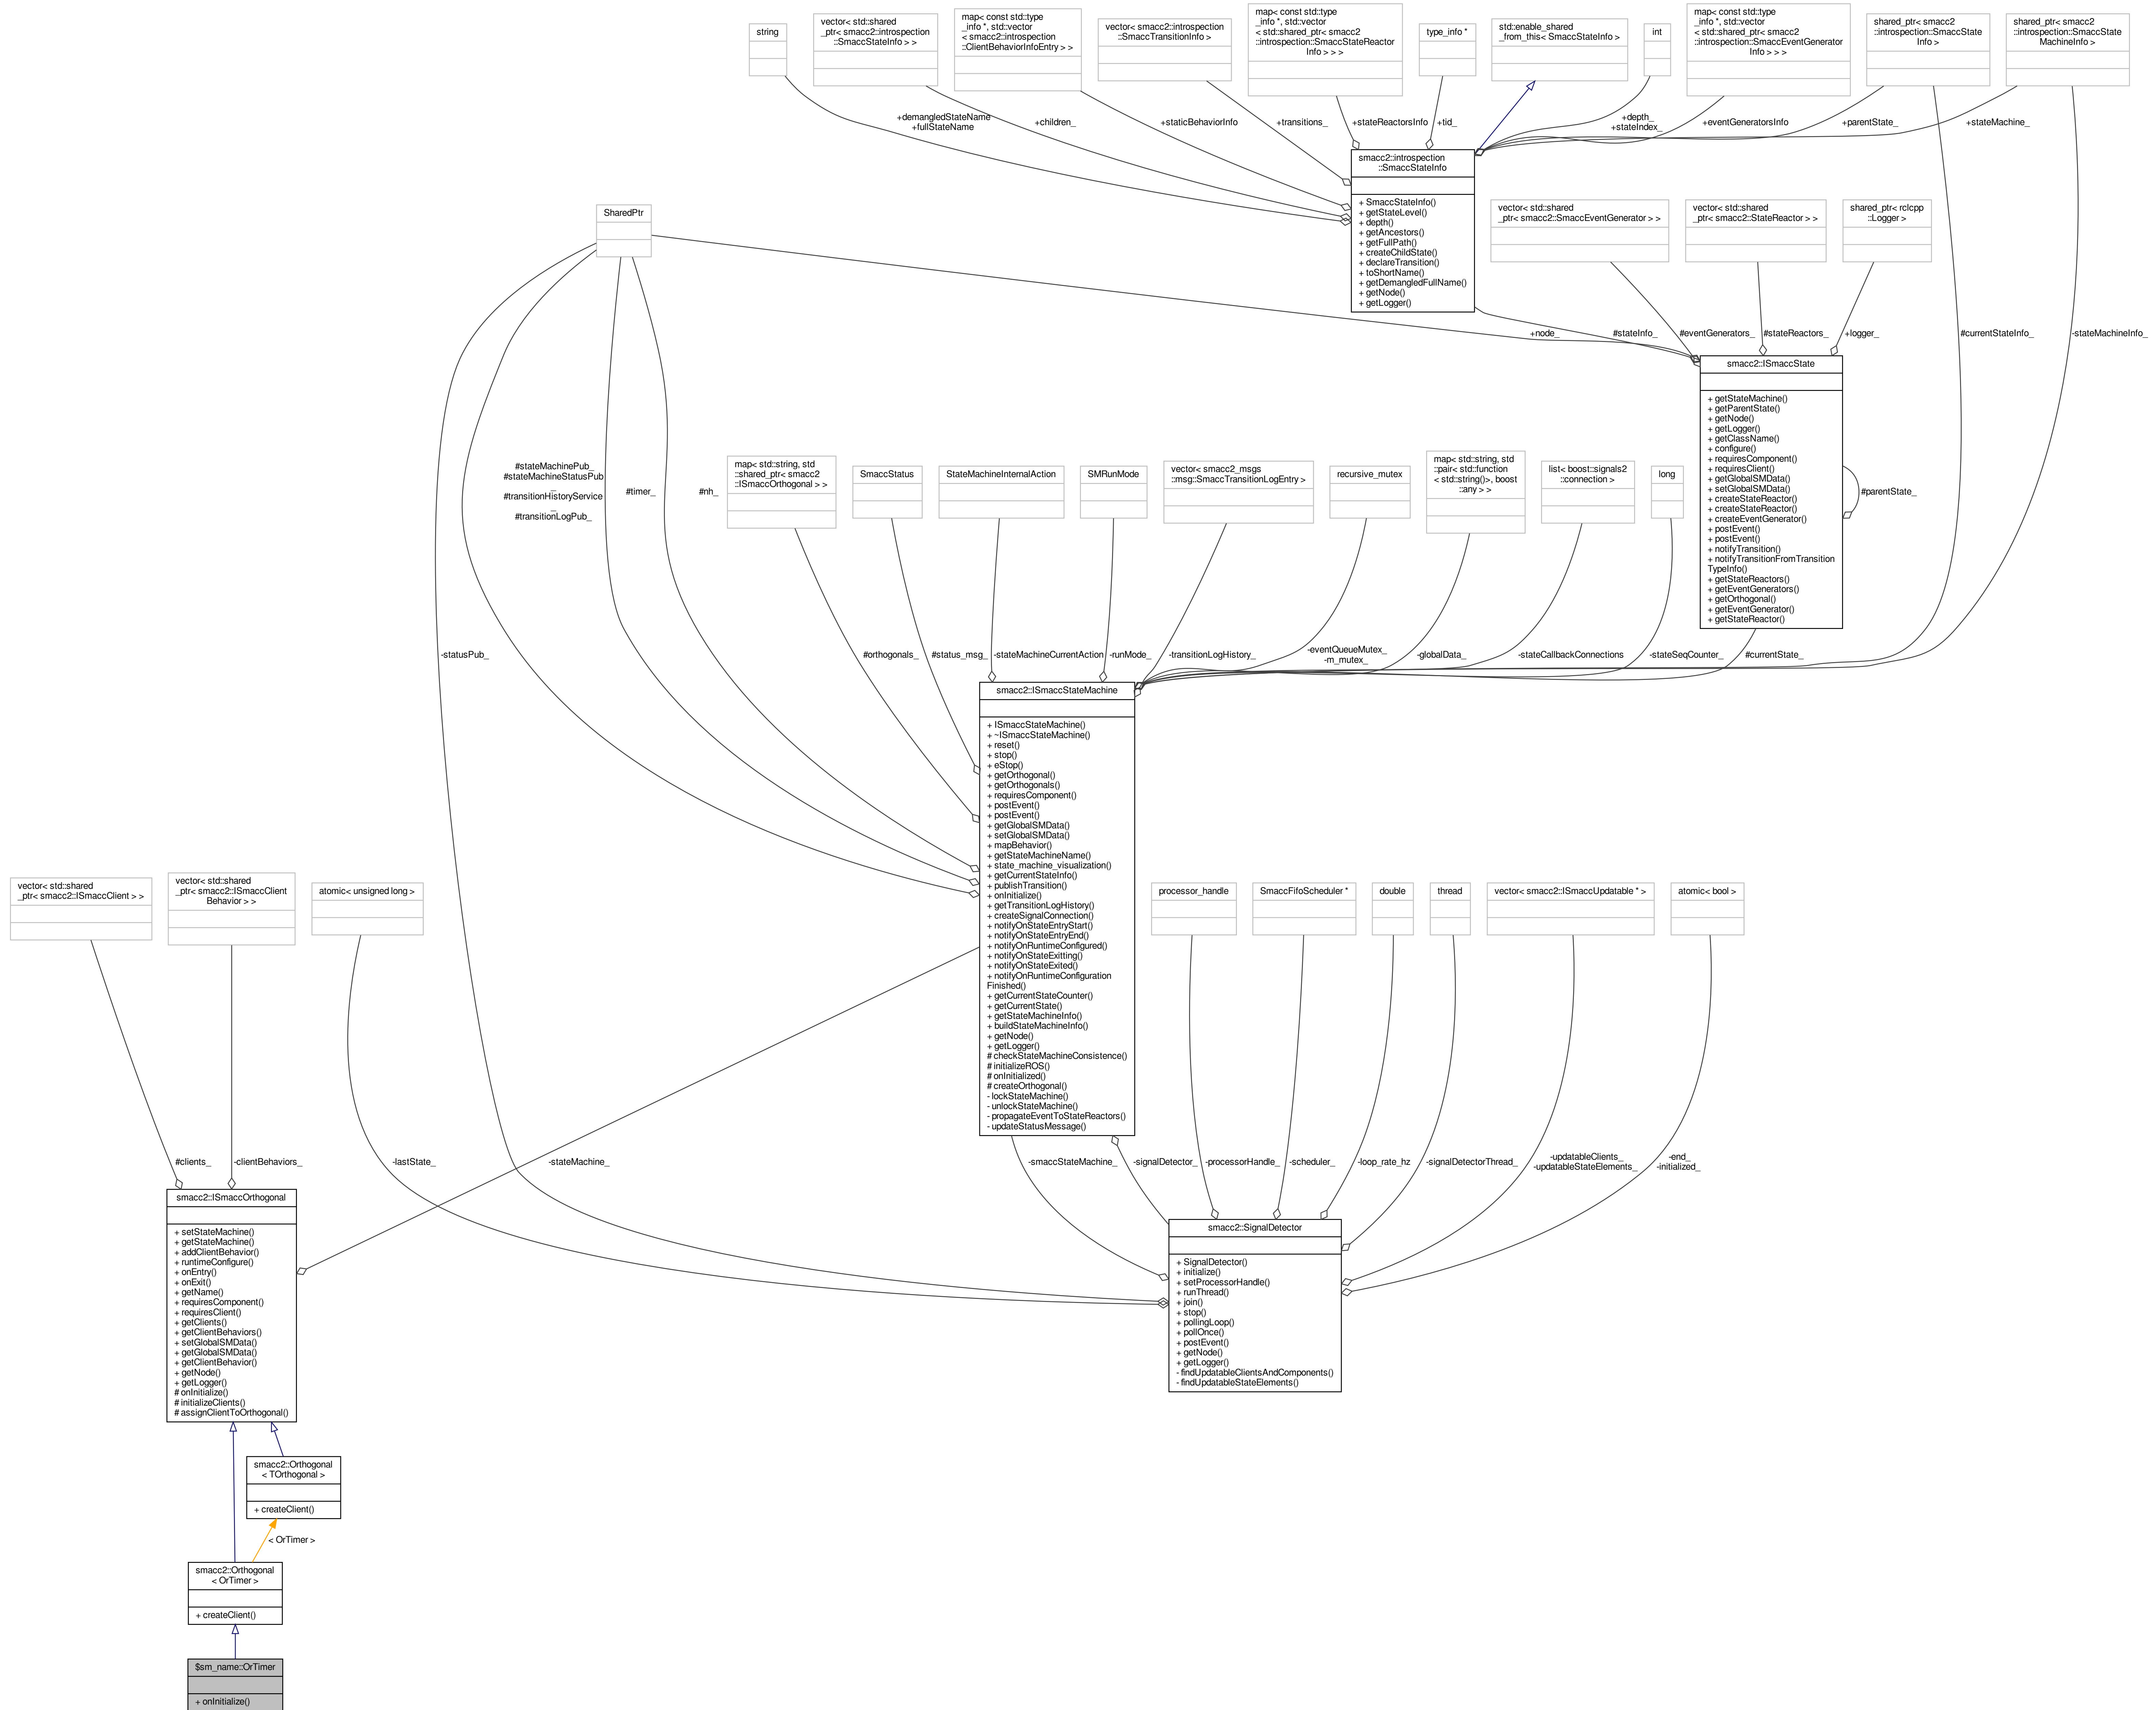 string
vector< std::shared
_ptr< smacc2::introspection
::SmaccStateInfo > >
map< const std::type
_info *, std::vector
< smacc2::introspection
::ClientBehaviorInfoEntry > >
vector< smacc2::introspection
::SmaccTransitionInfo >
map< const std::type
_info *, std::vector
< std::shared_ptr< smacc2
::introspection::SmaccStateReactor
Info > > >
type_info *
std::enable_shared
_from_this< SmaccStateInfo >
int
map< const std::type
_info *, std::vector
< std::shared_ptr< smacc2
::introspection::SmaccEventGenerator
Info > > >
shared_ptr< smacc2
::introspection::SmaccState
Info >
shared_ptr< smacc2
::introspection::SmaccState
MachineInfo >
+demangledStateName
+fullStateName
+children_
+staticBehaviorInfo
+transitions_
+stateReactorsInfo
+tid_
+depth_
+stateIndex_
+eventGeneratorsInfo
+parentState_
+stateMachine_
smacc2::introspection
::SmaccStateInfo
+ SmaccStateInfo()
+ getStateLevel()
+ depth()
+ getAncestors()
+ getFullPath()
+ createChildState()
+ declareTransition()
+ toShortName()
+ getDemangledFullName()
+ getNode()
+ getLogger()
SharedPtr
vector< std::shared
_ptr< smacc2::SmaccEventGenerator > >
vector< std::shared
_ptr< smacc2::StateReactor > >
shared_ptr< rclcpp
::Logger >
+node_
#stateInfo_
#eventGenerators_
#stateReactors_
+logger_
#currentStateInfo_
-stateMachineInfo_
smacc2::ISmaccState
+ getStateMachine()
+ getParentState()
+ getNode()
+ getLogger()
+ getClassName()
+ configure()
+ requiresComponent()
+ requiresClient()
+ getGlobalSMData()
+ setGlobalSMData()
+ createStateReactor()
+ createStateReactor()
+ createEventGenerator()
+ postEvent()
+ postEvent()
+ notifyTransition()
+ notifyTransitionFromTransition
TypeInfo()
+ getStateReactors()
+ getEventGenerators()
+ getOrthogonal()
+ getEventGenerator()
+ getStateReactor()
#parentState_
#stateMachinePub_
#stateMachineStatusPub
_
#transitionHistoryService
_
#transitionLogPub_
#timer_
#nh_
map< std::string, std
::shared_ptr< smacc2
::ISmaccOrthogonal > >
SmaccStatus
StateMachineInternalAction
SMRunMode
vector< smacc2_msgs
::msg::SmaccTransitionLogEntry >
recursive_mutex
map< std::string, std
::pair< std::function
< std::string()>, boost
::any > >
list< boost::signals2
::connection >
long
-statusPub_
#orthogonals_
#status_msg_
-stateMachineCurrentAction
-runMode_
-transitionLogHistory_
-eventQueueMutex_
-m_mutex_
-globalData_
-stateCallbackConnections
-stateSeqCounter_
#currentState_
smacc2::ISmaccStateMachine
+ ISmaccStateMachine()
+ ~ISmaccStateMachine()
+ reset()
+ stop()
+ eStop()
+ getOrthogonal()
+ getOrthogonals()
+ requiresComponent()
+ postEvent()
+ postEvent()
+ getGlobalSMData()
+ setGlobalSMData()
+ mapBehavior()
+ getStateMachineName()
+ state_machine_visualization()
+ getCurrentStateInfo()
+ publishTransition()
+ onInitialize()
+ getTransitionLogHistory()
+ createSignalConnection()
+ notifyOnStateEntryStart()
+ notifyOnStateEntryEnd()
+ notifyOnRuntimeConfigured()
+ notifyOnStateExitting()
+ notifyOnStateExited()
+ notifyOnRuntimeConfiguration
Finished()
+ getCurrentStateCounter()
+ getCurrentState()
+ getStateMachineInfo()
+ buildStateMachineInfo()
+ getNode()
+ getLogger()
# checkStateMachineConsistence()
# initializeROS()
# onInitialized()
# createOrthogonal()
- lockStateMachine()
- unlockStateMachine()
- propagateEventToStateReactors()
- updateStatusMessage()
vector< std::shared
_ptr< smacc2::ISmaccClient > >
vector< std::shared
_ptr< smacc2::ISmaccClient
Behavior > >
atomic< unsigned long >
processor_handle
SmaccFifoScheduler *
double
thread
vector< smacc2::ISmaccUpdatable * >
atomic< bool >
#clients_
-clientBehaviors_
-lastState_
-stateMachine_
-smaccStateMachine_
-signalDetector_
-processorHandle_
-scheduler_
-loop_rate_hz
-signalDetectorThread_
-updatableClients_
-updatableStateElements_
-end_
-initialized_
smacc2::ISmaccOrthogonal
+ setStateMachine()
+ getStateMachine()
+ addClientBehavior()
+ runtimeConfigure()
+ onEntry()
+ onExit()
+ getName()
+ requiresComponent()
+ requiresClient()
+ getClients()
+ getClientBehaviors()
+ setGlobalSMData()
+ getGlobalSMData()
+ getClientBehavior()
+ getNode()
+ getLogger()
# onInitialize()
# initializeClients()
# assignClientToOrthogonal()
smacc2::SignalDetector
+ SignalDetector()
+ initialize()
+ setProcessorHandle()
+ runThread()
+ join()
+ stop()
+ pollingLoop()
+ pollOnce()
+ postEvent()
+ getNode()
+ getLogger()
- findUpdatableClientsAndComponents()
- findUpdatableStateElements()
smacc2::Orthogonal
< TOrthogonal >
+ createClient()
< OrTimer >
smacc2::Orthogonal
< OrTimer >
+ createClient()
$sm_name::OrTimer
+ onInitialize()